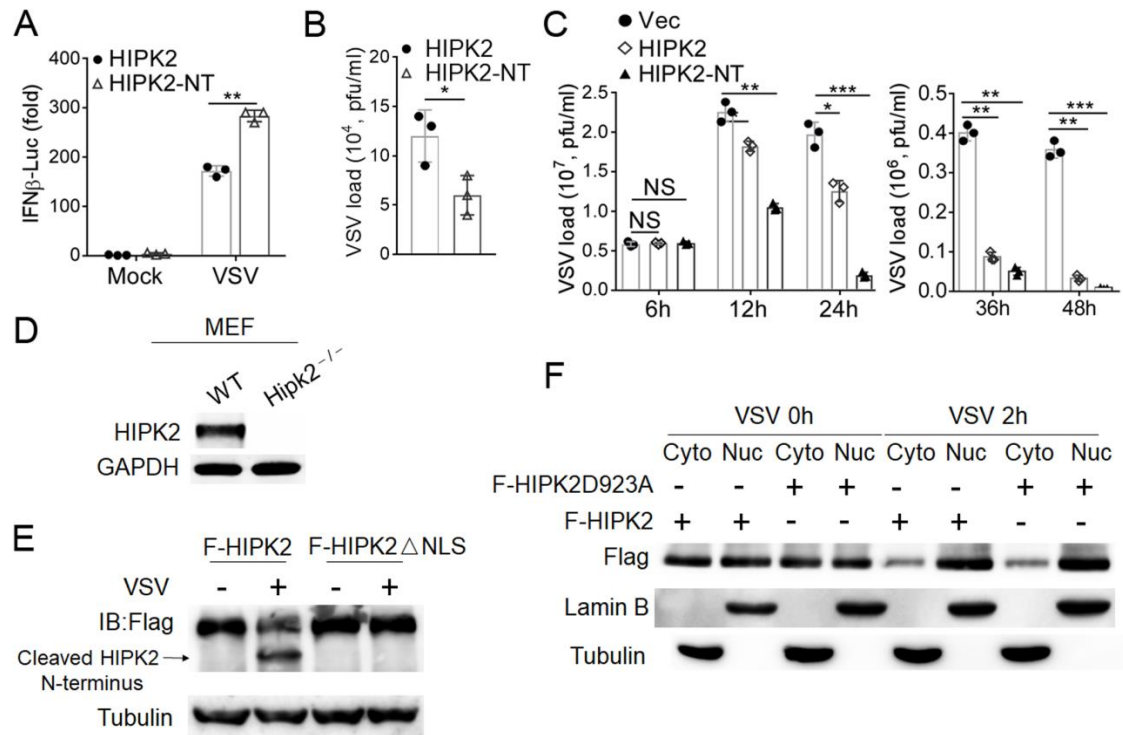 A
HIPK2
HIPK2-NT
IFNβ-Luc (fold)
400
300
200
100
0
**
Mock
VSV
B
HIPK2
HIPK2-NT
VSV load (10⁴, pfu/ml)
20
15
10
5
0
*
C
Vec
HIPK2
HIPK2-NT
VSV load (10⁷, pfu/ml)
2.5
2.0
1.5
1.0
0.5
0.0
NS
NS
**
***
*
6h
12h
24h
VSV load (10⁶, pfu/ml)
0.5
0.4
0.3
0.2
0.1
0.0
**
**
***
**
36h
48h
D
MEF
WT
Hipk2⁻/⁻
HIPK2
GAPDH
E
F-HIPK2 F-HIPK2△NLS
VSV - + - +
IB:Flag
Cleaved HIPK2
N-terminus
Tubulin
F
VSV 0h VSV 2h
Cyto Nuc Cyto Nuc Cyto Nuc Cyto Nuc
F-HIPK2D923A - - + + - - + +
F-HIPK2 + + - - + + - -
Flag
Lamin B
Tubulin